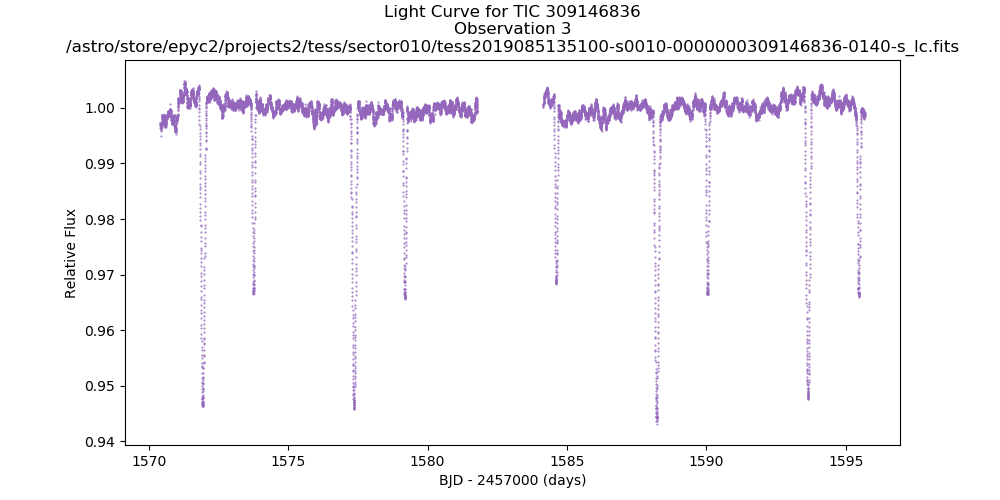 Light Curve for TIC 309146836
Observation 3
/astro/store/epyc2/projects2/tess/sector010/tess2019085135100-s0010-0000000309146836-0140-s_lc.fits
1.00
0.99
0.98
0.97
0.96
0.95
0.94
Relative Flux
1570
1575
1580
1585
1590
1595
BJD - 2457000 (days)